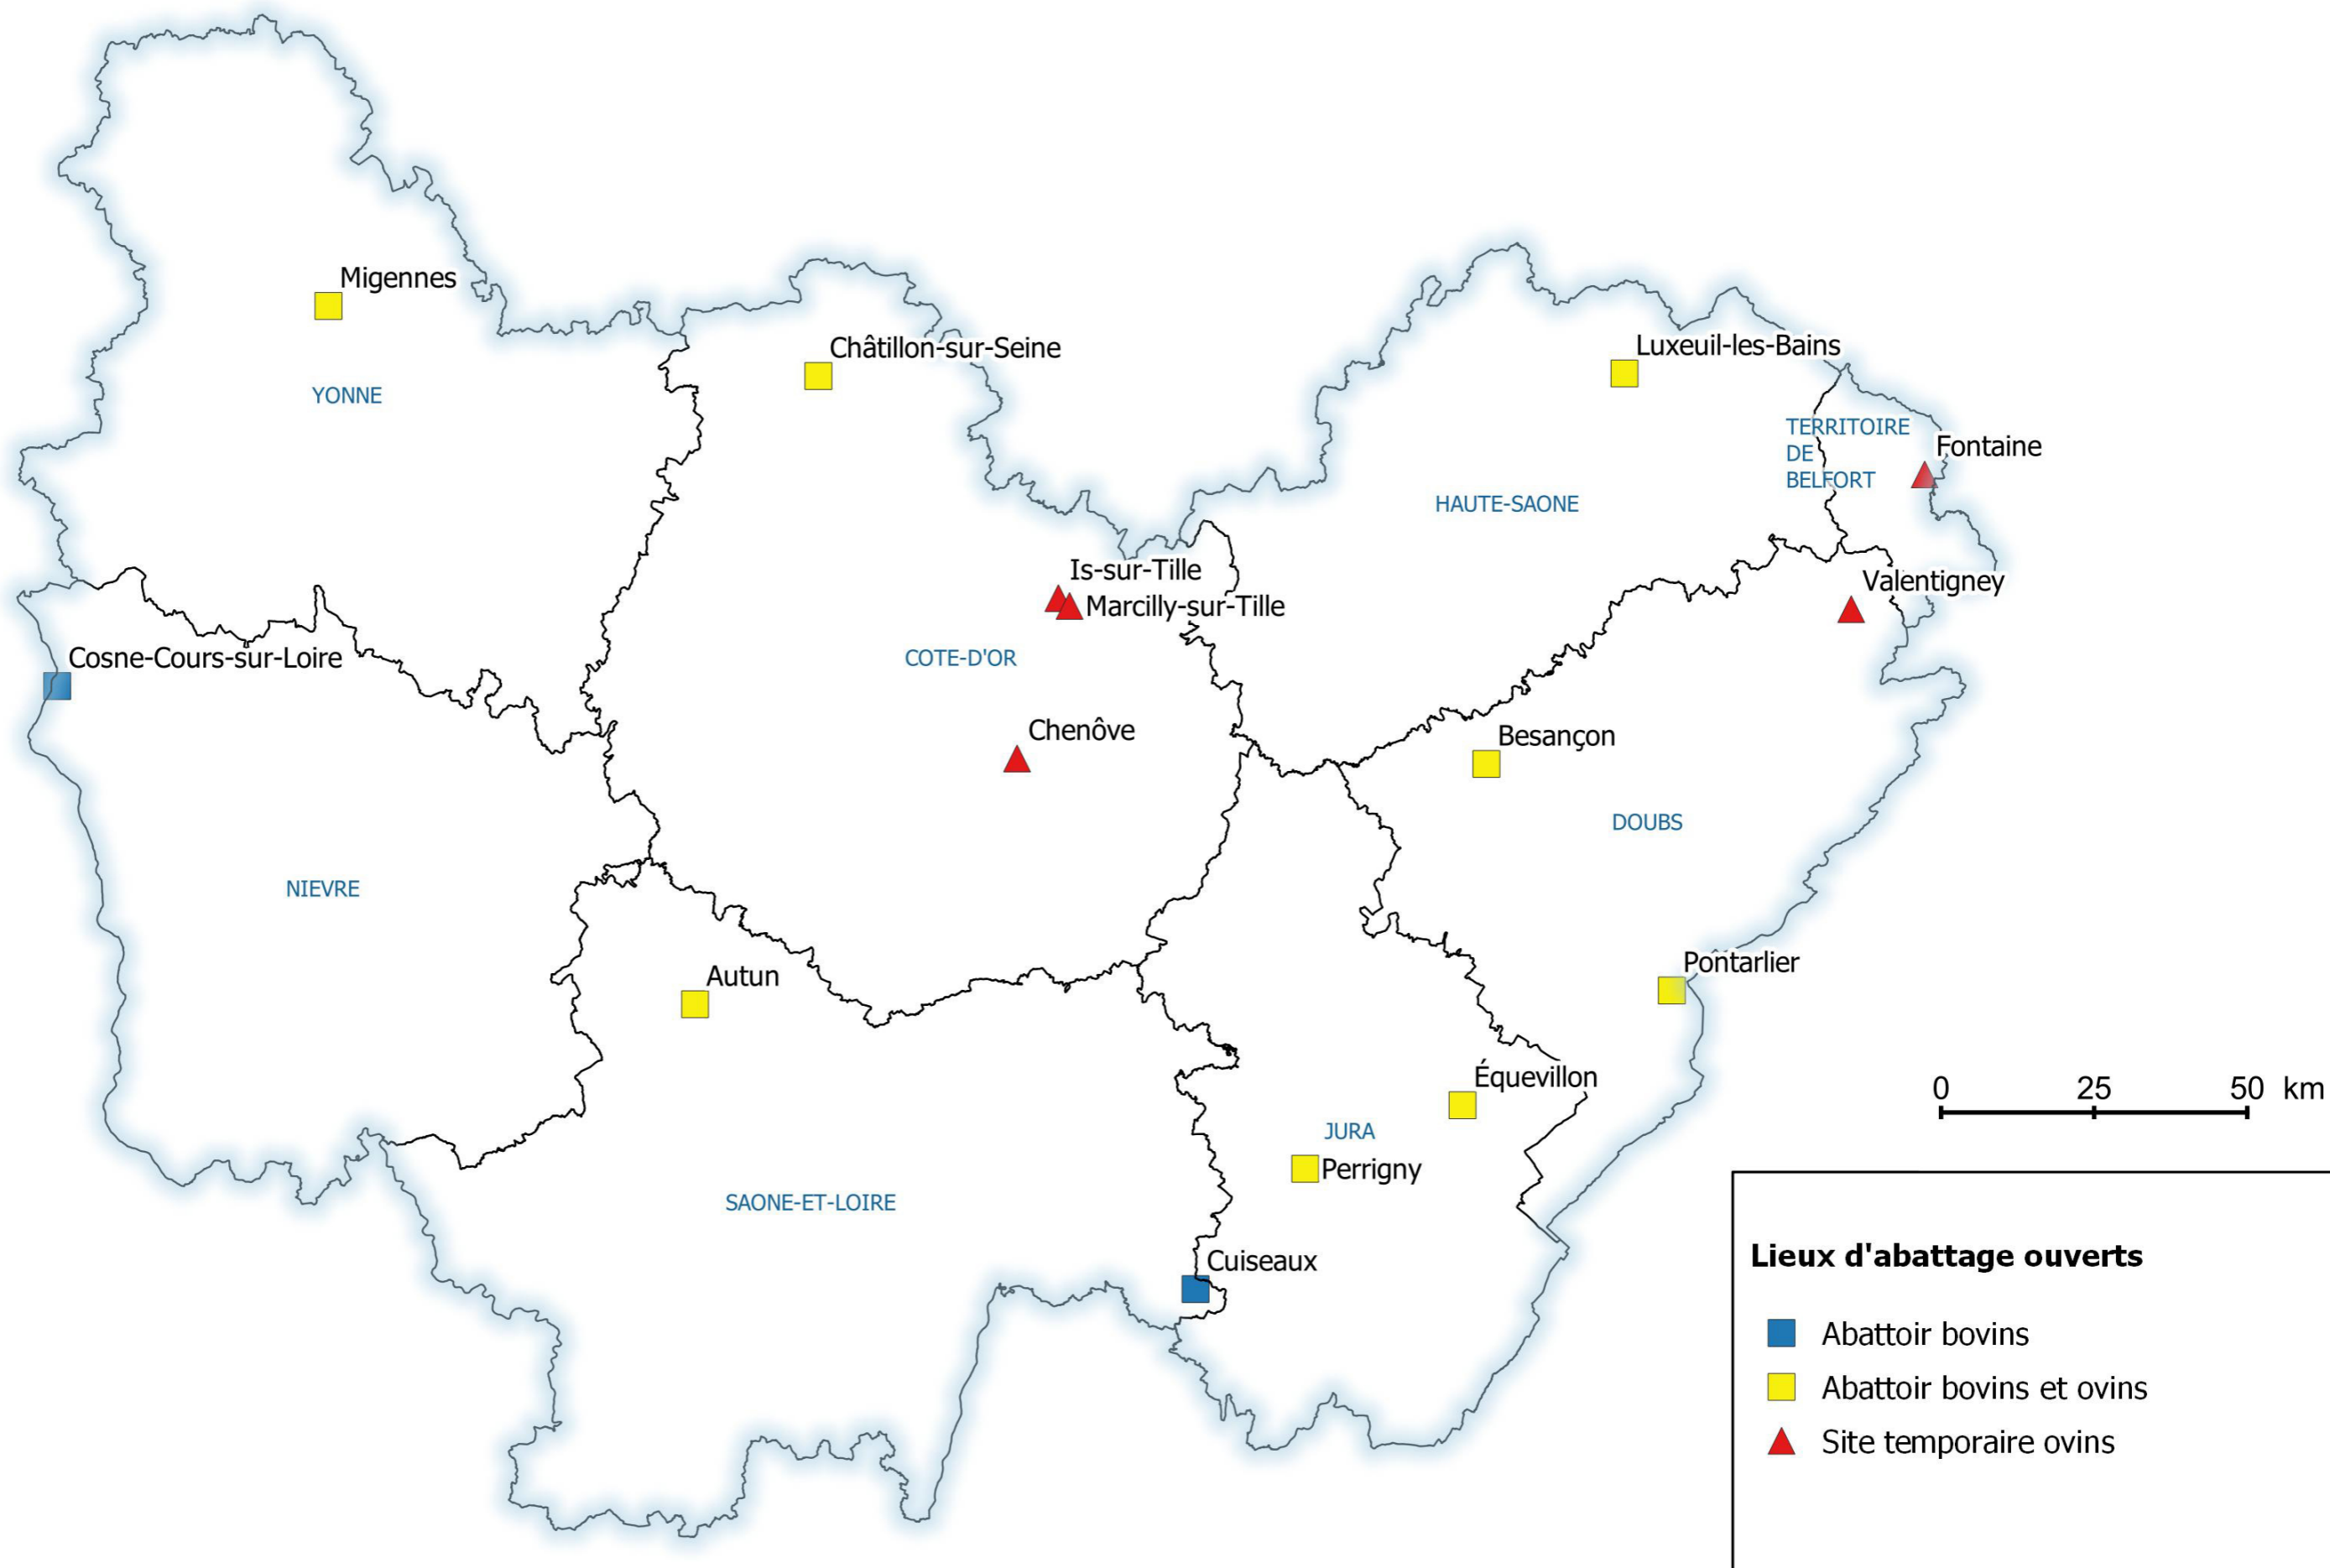 Migennes
YONNE
Châtillon-sur-Seine
Luxeuil-les-Bains
TERRITOIRE
DE
BELFORT
Fontaine
HAUTE-SAONE
Is-sur-Tille
Marcilly-sur-Tille
Valentigney
Cosne-Cours-sur-Loire
COTE-D'OR
Chenôve
Besançon
DOUBS
NIEVRE
Autun
Pontarlier
Équevillon
0 25 50 km
JURA
Perrigny
SAONE-ET-LOIRE
Cuiseaux
Lieux d'abattage ouverts
Abattoir bovins
Abattoir bovins et ovins
Site temporaire ovins